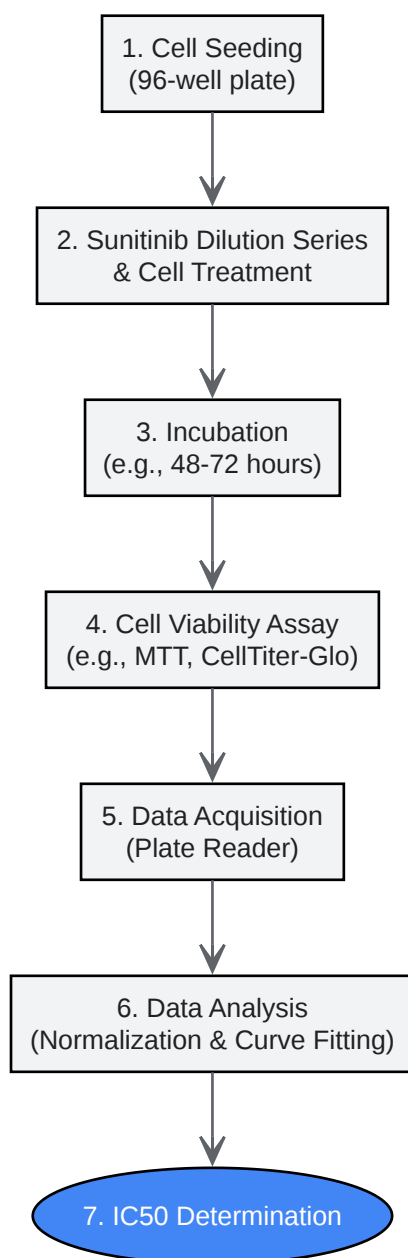 1. Cell Seeding
(96-well plate)
2. Sunitinib Dilution Series
& Cell Treatment
3. Incubation
(e.g., 48-72 hours)
4. Cell Viability Assay
(e.g., MTT, CellTiter-Glo)
5. Data Acquisition
(Plate Reader)
6. Data Analysis
(Normalization & Curve Fitting)
7. IC50 Determination